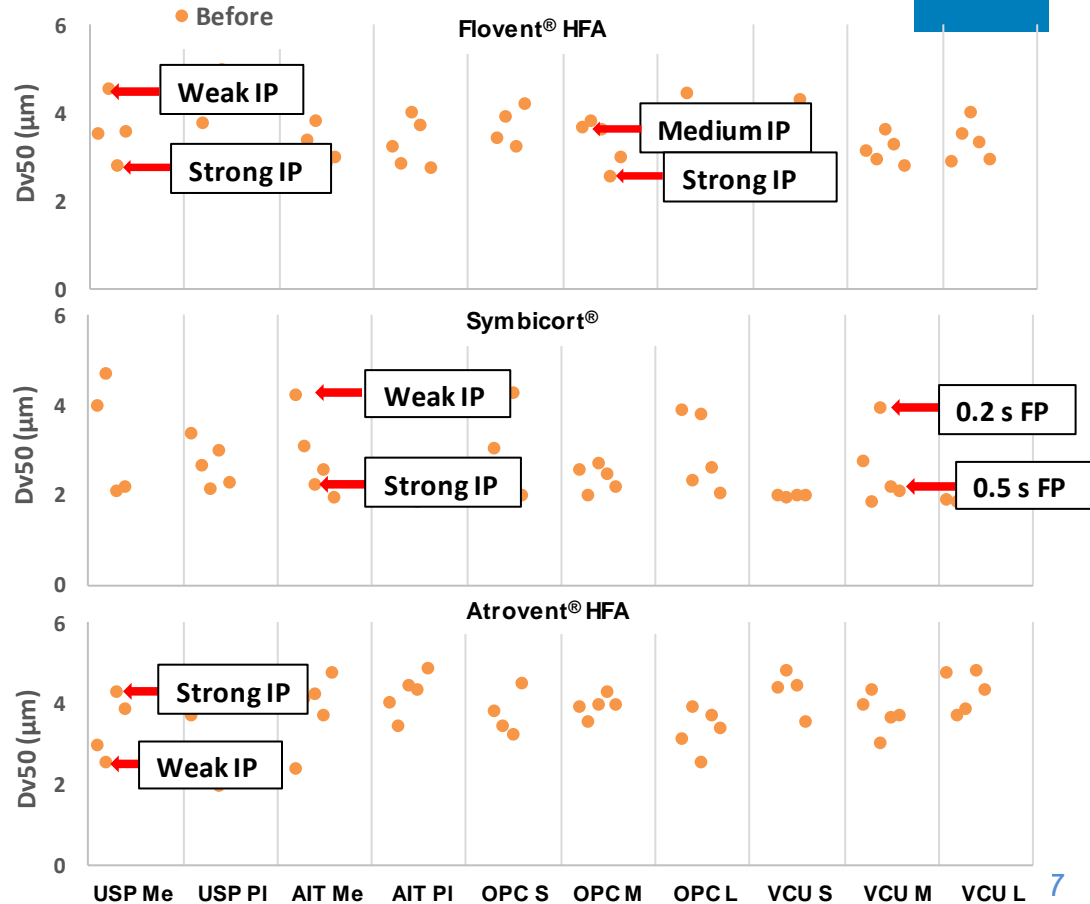 Before
Flovent® HFA
6
4
2
0
Dv50 (µm)
Weak IP
Strong IP
Medium IP
Strong IP
Symbicort®
6
4
2
0
Dv50 (µm)
Weak IP
Strong IP
0.2 s FP
0.5 s FP
Atrovent® HFA
6
4
2
0
Dv50 (µm)
Strong IP
Weak IP
USP Me USP Pl AIT Me AIT Pl OPC S OPC M OPC L VCU S VCU M VCU L
7